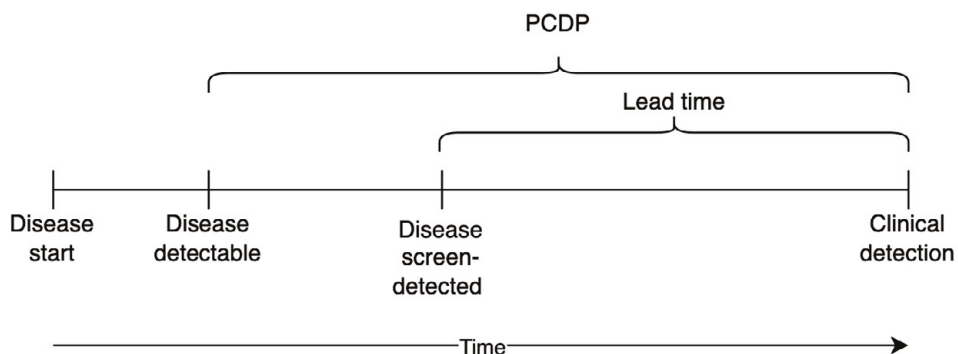 PCDP
Lead time
Disease
start
Disease
detectable
Disease
screen-
detected
Clinical
detection
Time